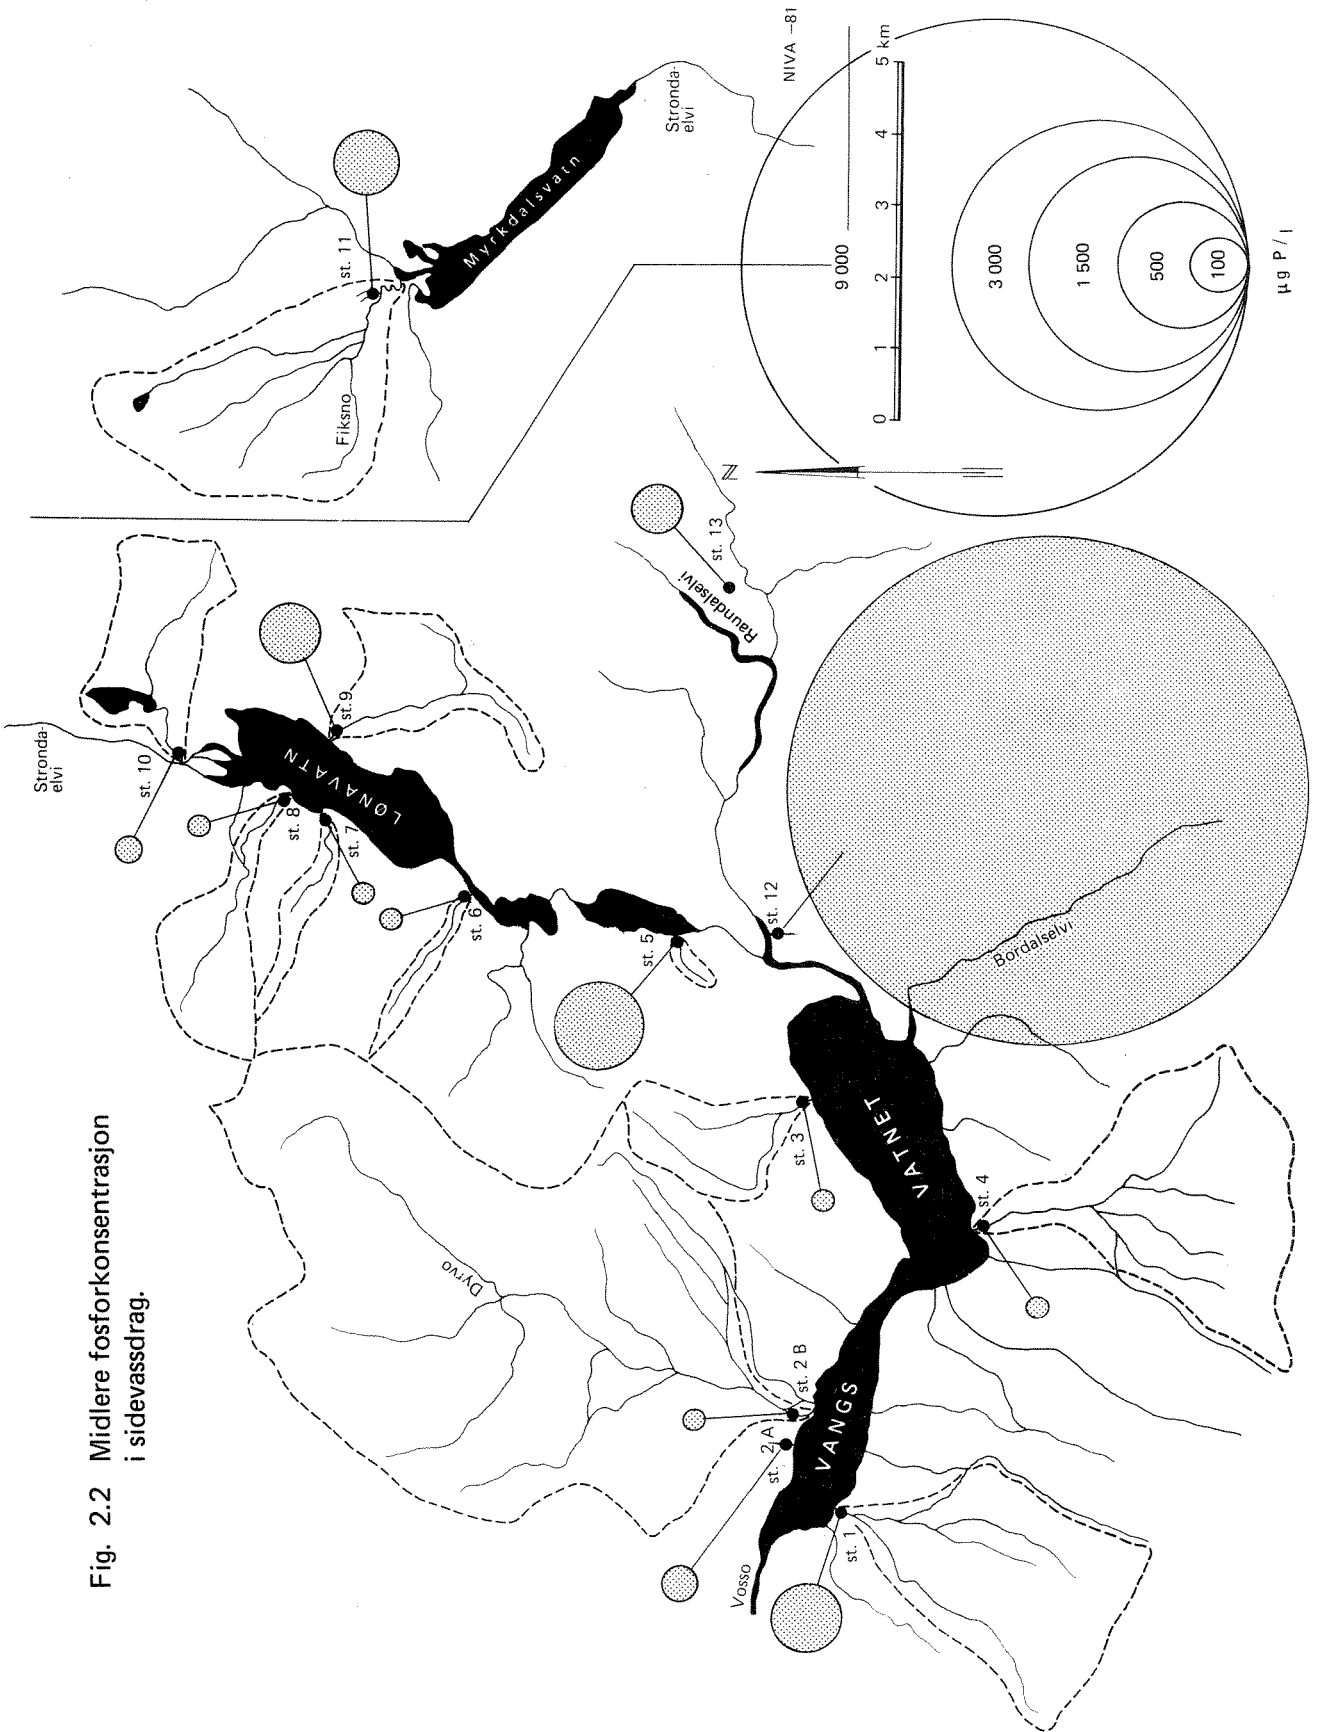 Fig. 2.2 Midlere fosforkonsentrasjon
i sidevassdrag.
Stronda-
elvi
st. 10
st. 8
st. 7
st. 9
LØNAVATN
st. 6
st. 5
st. 11
Fiksno
Myrkdalsvatn
Stronda-
elvi
Raundalselvi
st. 13
st. 12
Bordalselvi
Dyrvo
st. 3
st. 4
st. 2 B
st. 2 A
st. 1
Vosso
VANGS
VATNET
N
NIVA –81
0 1 2 3 4 5 km
9 000
3 000
1 500
500
100
µg P/l